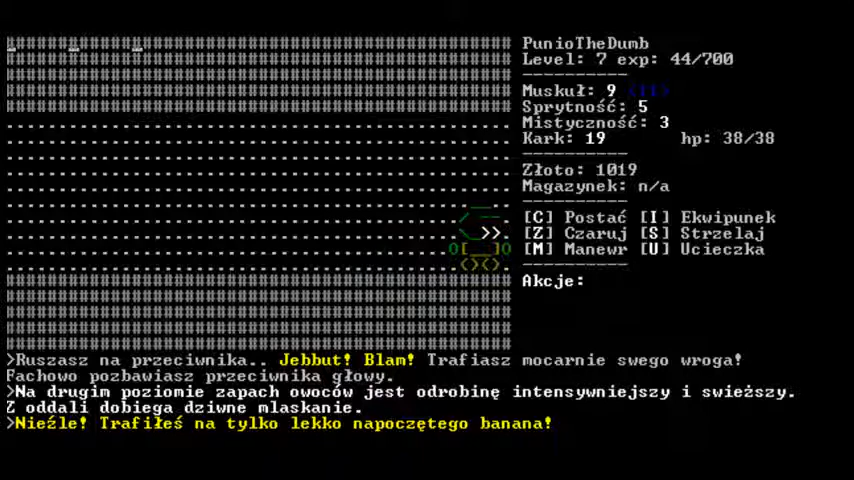 PunioTheDumb
Level: 7 exp: 44/700
----------
Muskuł: 9 (11)
Sprytność: 5
Mistyczność: 3
Kark: 19 hp: 38/38
----------
Złoto: 1019
Magazynek: n/a
----------
[C] Postać [I] Ekwipunek
[Z] Czaruj [S] Strzelaj
[M] Manewr [U] Ucieczka
----------
Akcje:
>Ruszasz na przeciwnika.. Jebbut! Blam! Trafiasz mocarnie swego wroga!
Fachowo pozbawiasz przeciwnika głowy.
>Na drugim poziomie zapach owoców jest odrobinę intensywniejszy i swieższy.
Z oddali dobiega dziwne mlaskanie.
>Nieźle! Trafiłeś na tylko lekko napoczętego banana!